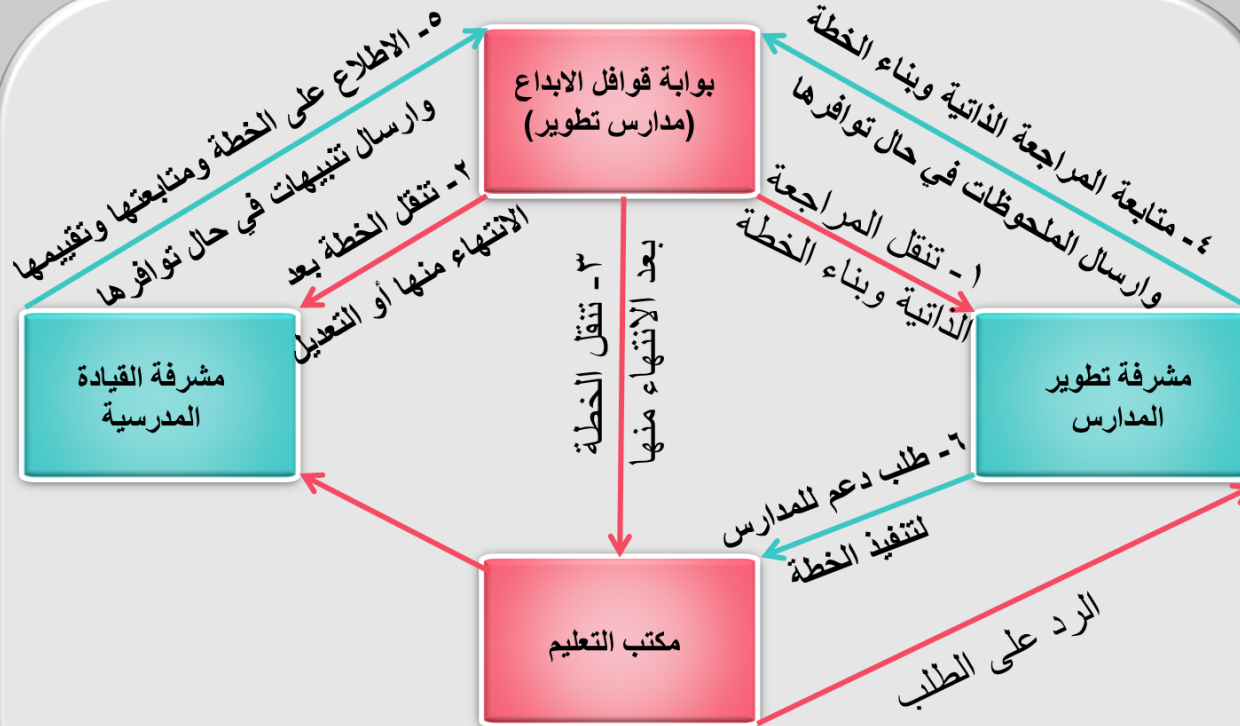 بوابة قوافل الابداع
(مدارس تطوير)
٤- متابعة المراجعة الذاتية وبناء الخطة
وارسال الملحوظات في حال توافرها
٥- الاطلاع على الخطة ومتابعتها وتقييمها
وارسال تنبيهات في حال توافرها
١ - تنقل المراجعة
الذاتية وبناء الخطة
٢- تنقل الخطة بعد
الانتهاء منها أو التعديل
٣- تنقل الخطة
بعد الانتهاء منها
مشرفة تطوير
المدارس
مشرفة القيادة
المدرسية
٦- طلب دعم للمدارس
لتنفيذ الخطة
مكتب التعليم
الرد على الطلب